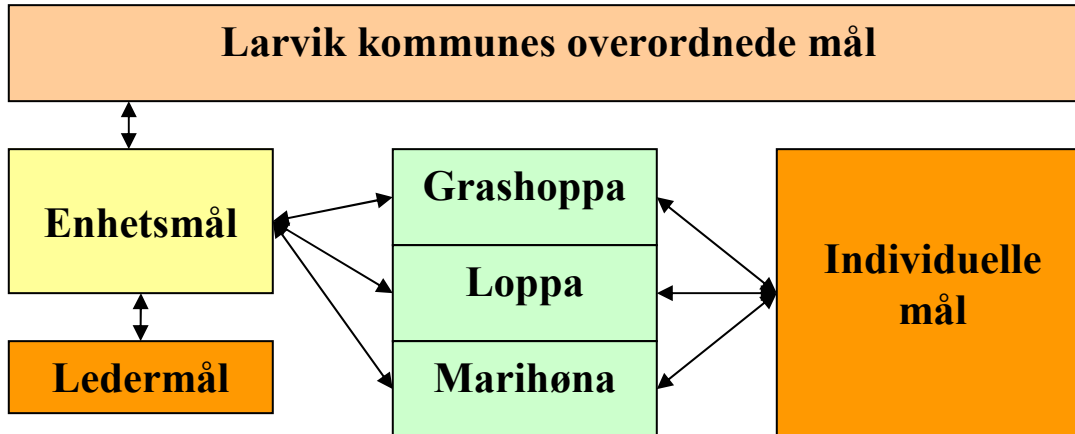 Larvik kommunes overordnede mål
Enhetsmål
Ledermål
Grashoppa
Loppa
Marihøna
Individuelle
mål